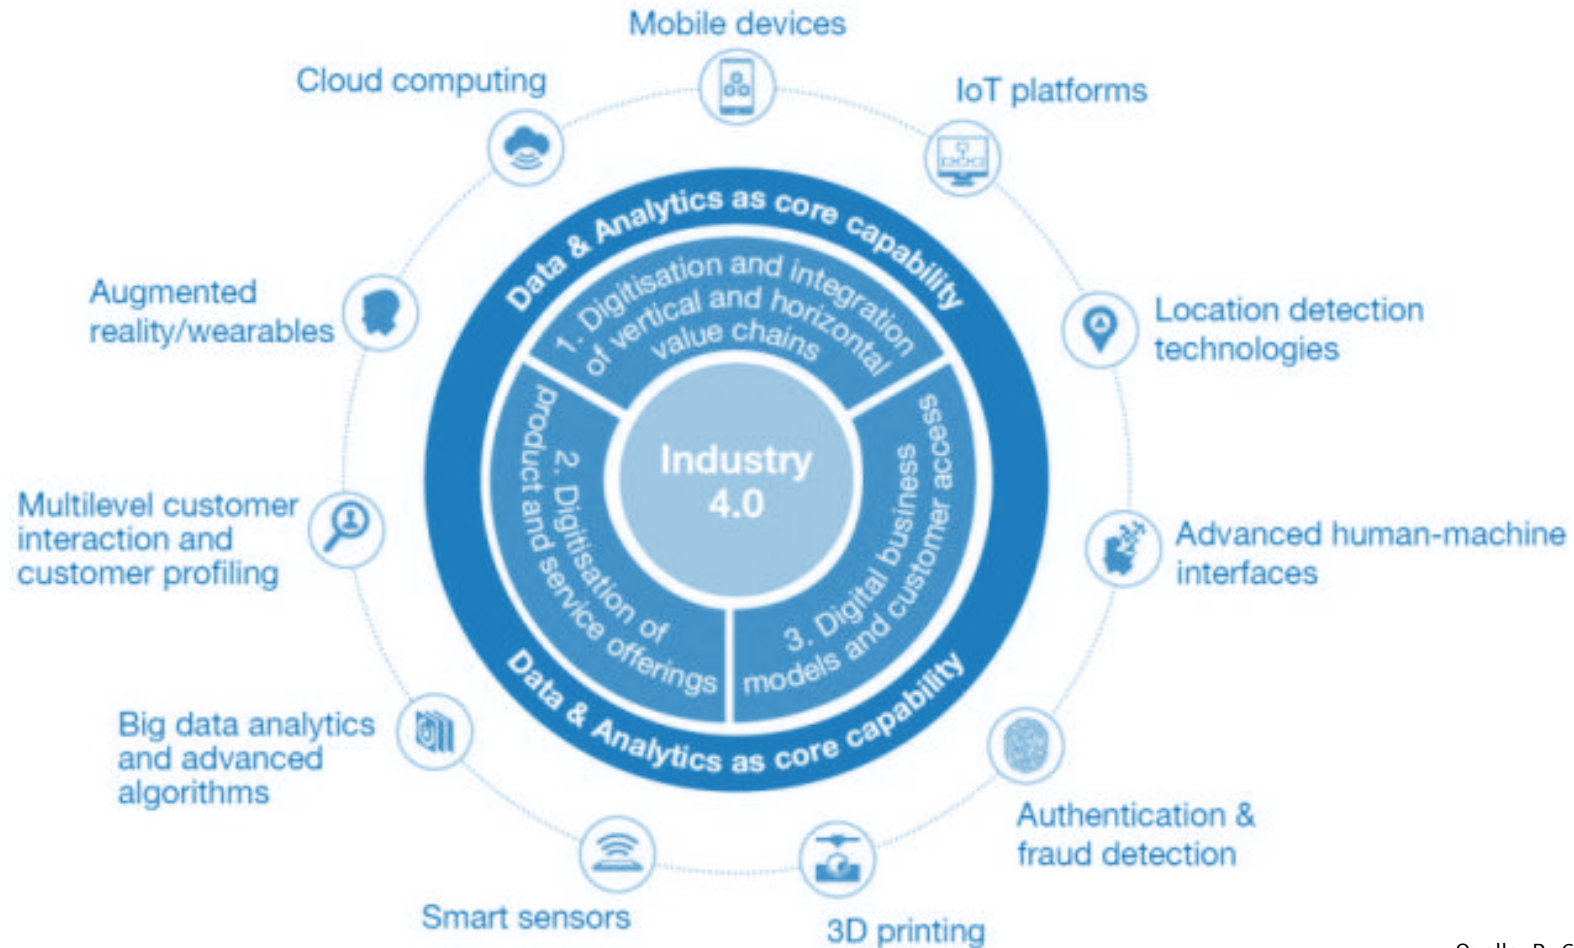 Mobile devices
Cloud computing
IoT platforms
Augmented
reality/wearables
Location detection
technologies
Multilevel customer
interaction and
customer profiling
Advanced human-machine
interfaces
Big data analytics
and advanced
algorithms
Authentication &
fraud detection
Smart sensors
3D printing
Data & Analytics as core capability
1. Digitisation and integration
of vertical and horizontal
value chains
2. Digitisation of
product and service offerings
3. Digital business
models and customer access
Industry
4.0
Data & Analytics as core capability